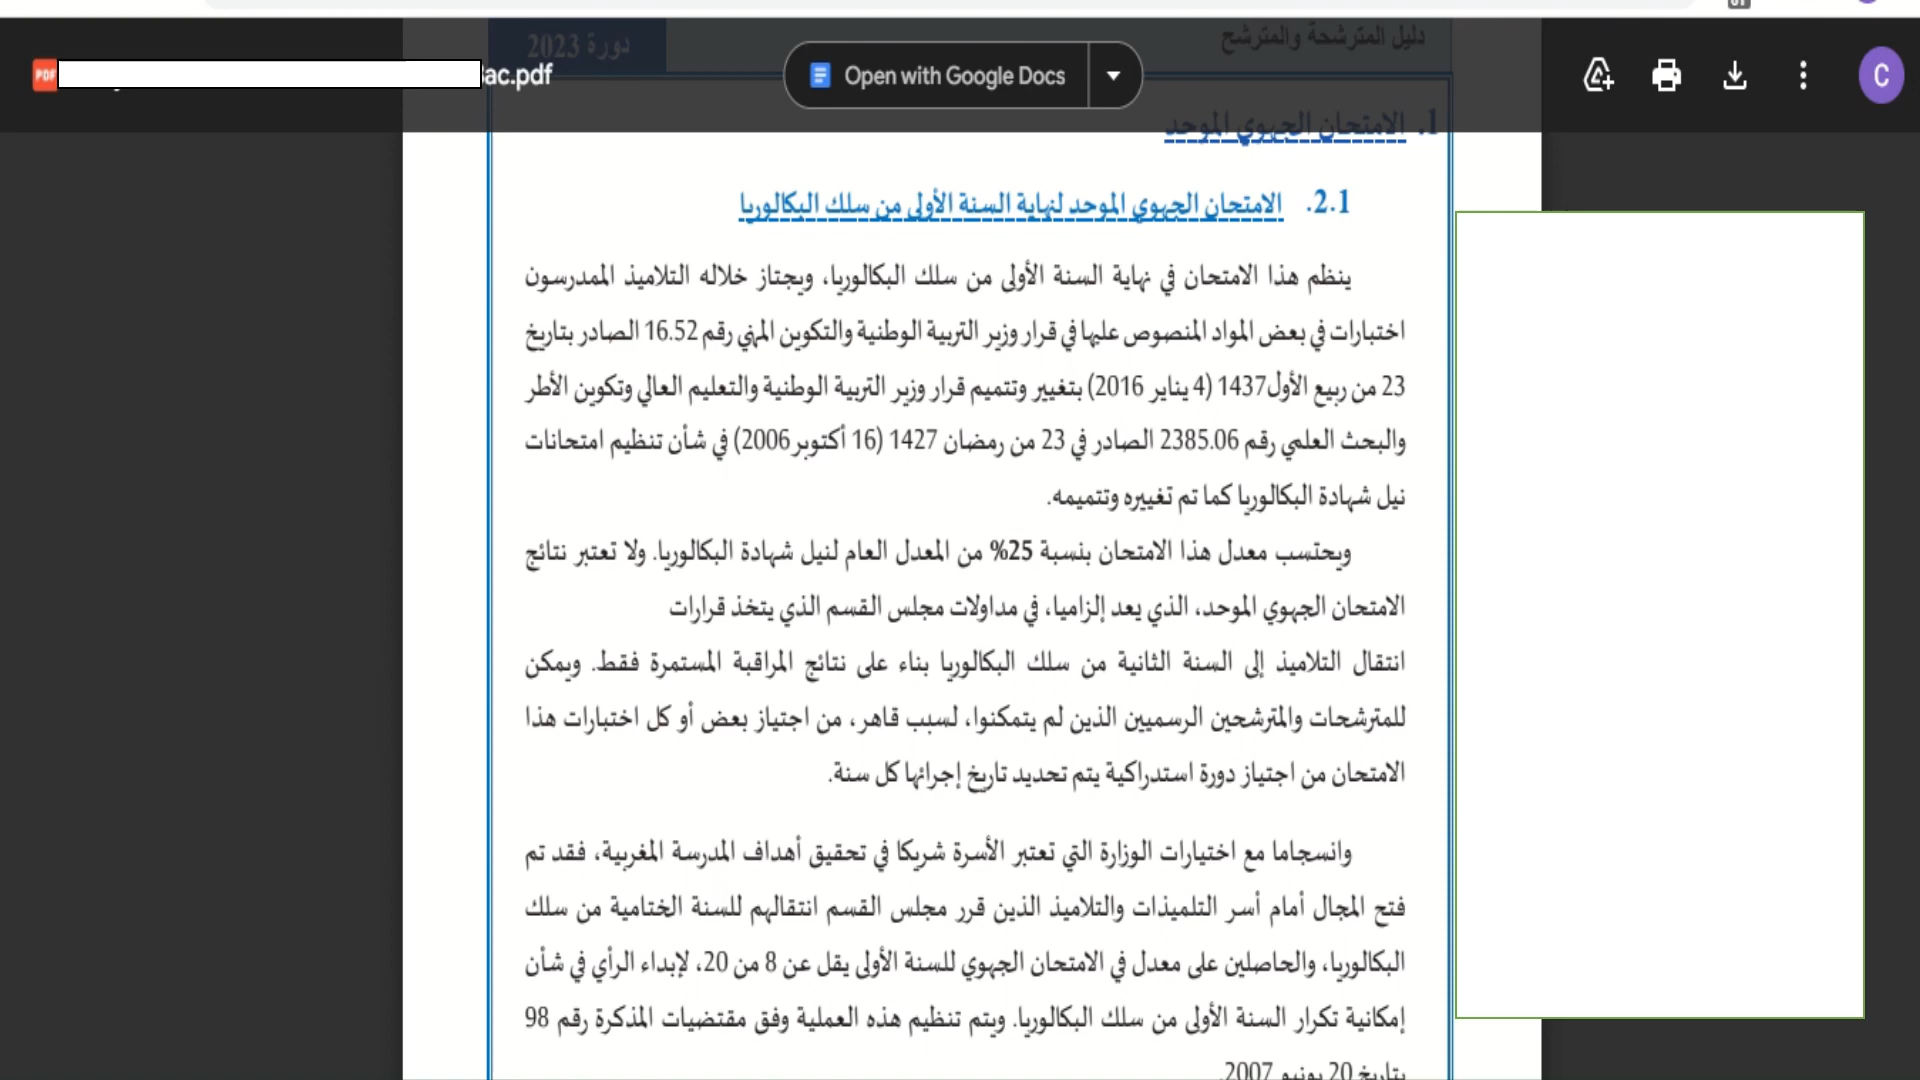 ac.pdf
Open with Google Docs
C
PDF
دليل المترشحة والمترشح
دورة 2023
1. الامتحان الجهوي الموحد
2.1. الامتحان الجهوي الموحد لنهاية السنة الأولى من سلك البكالوريا
ينظم هذا الامتحان في نهاية السنة الأولى من سلك البكالوريا، ويجتاز خلاله التلاميذ الممدرسون
اختبارات في بعض المواد المنصوص عليها في قرار وزير التربية الوطنية والتكوين المهني رقم 16.52 الصادر بتاريخ
23 من ربيع الأول1437 (4 يناير 2016) بتغيير وتتميم قرار وزير التربية الوطنية والتعليم العالي وتكوين الأطر
والبحث العلمي رقم 2385.06 الصادر في 23 من رمضان 1427 (16 أكتوبر 2006) في شأن تنظيم امتحانات
نيل شهادة البكالوريا كما تم تغييره وتتميمه.
ويحتسب معدل هذا الامتحان بنسبة 25% من المعدل العام لنيل شهادة البكالوريا. ولا تعتبر نتائج
الامتحان الجهوي الموحد، الذي يعد إلزاميا، في مداولات مجلس القسم الذي يتخذ قرارات
انتقال التلاميذ إلى السنة الثانية من سلك البكالوريا بناء على نتائج المراقبة المستمرة فقط. ويمكن
للمترشحات والمترشحين الرسميين الذين لم يتمكنوا، لسبب قاهر، من اجتياز بعض أو كل اختبارات هذا
الامتحان من اجتياز دورة استدراكية يتم تحديد تاريخ إجرائها كل سنة.
وانسجاما مع اختيارات الوزارة التي تعتبر الأسرة شريكا في تحقيق أهداف المدرسة المغربية، فقد تم
فتح المجال أمام أسر التلميذات والتلاميذ الذين قرر مجلس القسم انتقالهم للسنة الختامية من سلك
البكالوريا، والحاصلين على معدل في الامتحان الجهوي للسنة الأولى يقل عن 8 من 20، لإبداء الرأي في شأن
إمكانية تكرار السنة الأولى من سلك البكالوريا. ويتم تنظيم هذه العملية وفق مقتضيات المذكرة رقم 98
بتاريخ 20 يونيو 2007.